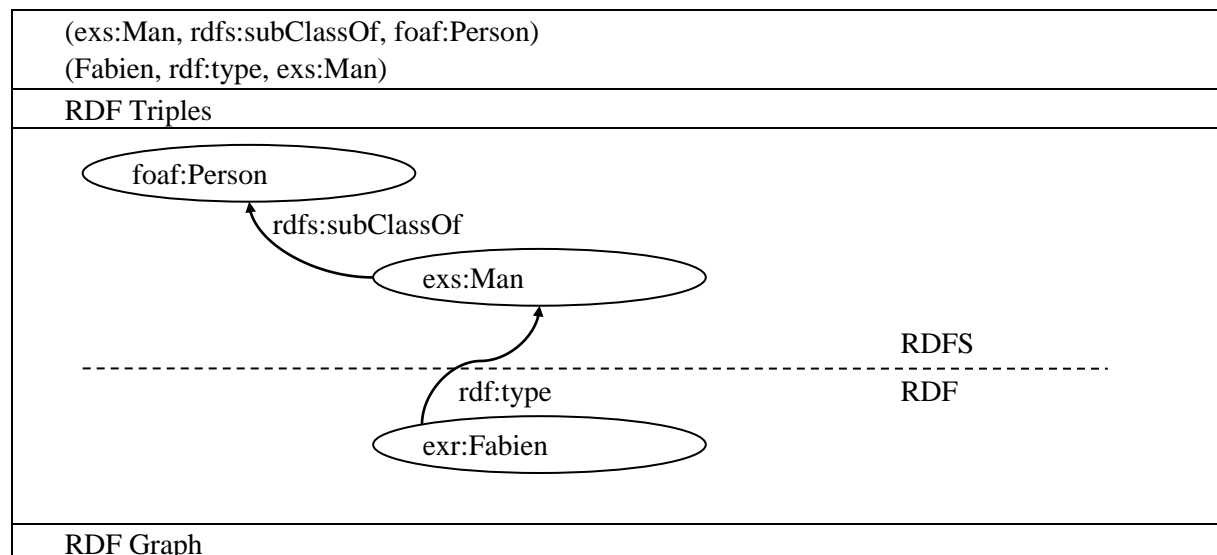 (exs:Man, rdfs:subClassOf, foaf:Person)
(Fabien, rdf:type, exs:Man)
RDF Triples
foaf:Person
rdfs:subClassOf
exs:Man
RDFS
rdf:type
RDF
exr:Fabien
RDF Graph